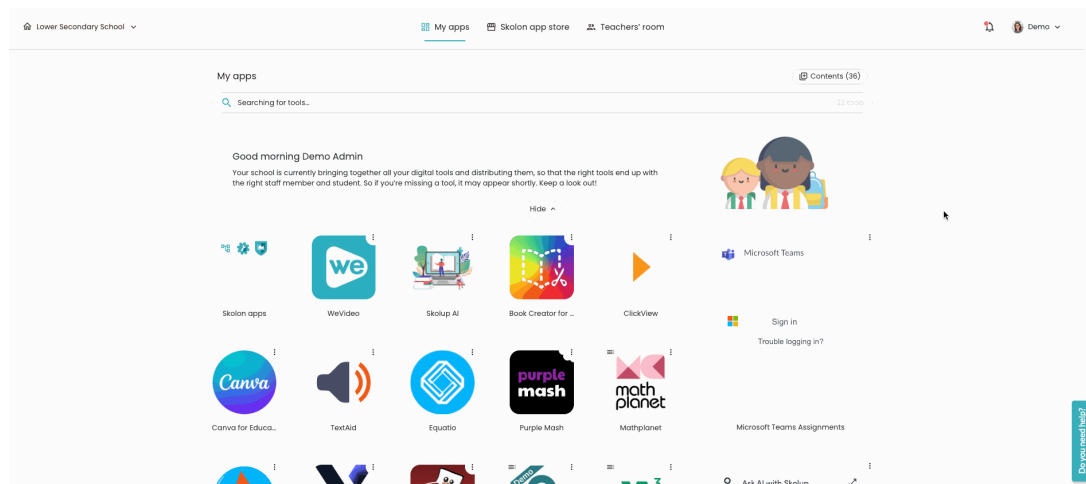 Lower Secondary School
My apps
Skolon app store
Teachers' room
Demo
My apps
Contents (36)
Searching for tools...
22 tools
Good morning Demo Admin
Your school is currently bringing together all your digital tools and distributing them, so that the right tools end up with
the right staff member and student. So if you're missing a tool, it may appear shortly. Keep a look out!
Hide
we
Microsoft Teams
Skolon apps
WeVideo
Skolup AI
Book Creator for ...
ClickView
Sign in
Trouble logging in?
Canva
purple
mash
math
planet
Canva for Educa...
TextAid
Equatio
Purple Mash
Mathplanet
Microsoft Teams Assignments
Do you need help?
Demo
3
Ask AI with Skolup